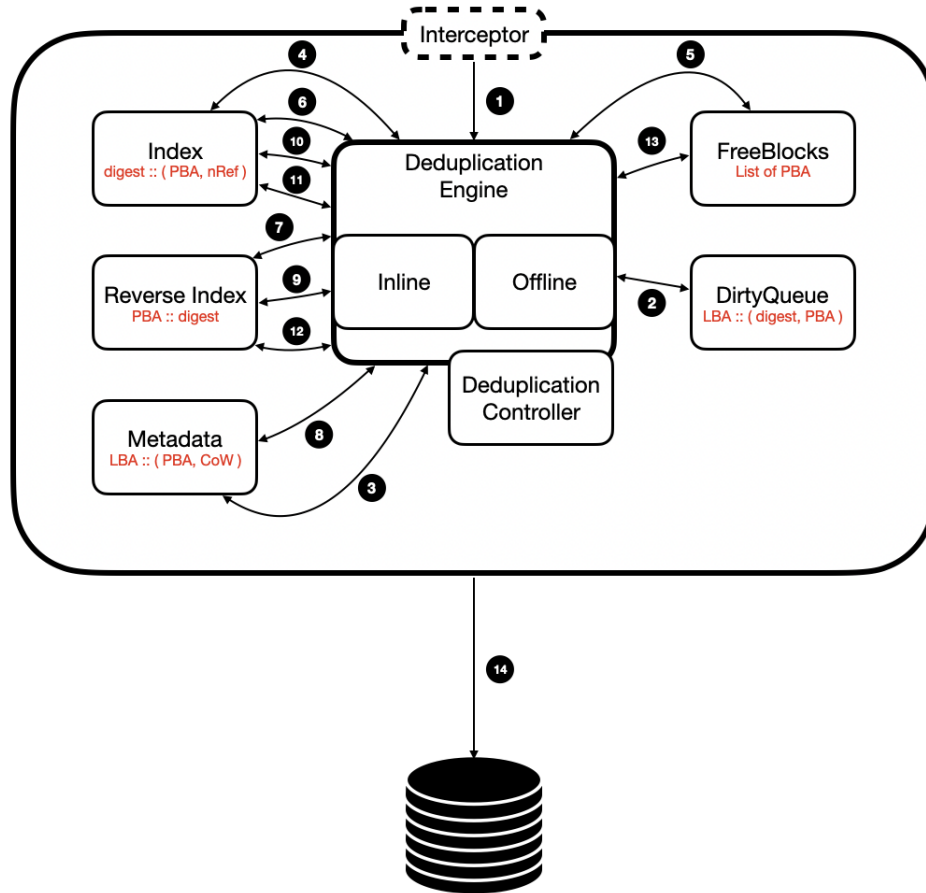 Interceptor
4
5
1
6
Index
digest :: ( PBA, nRef )
10
11
Deduplication
Engine
13
FreeBlocks
List of PBA
7
Reverse Index
PBA :: digest
9
12
Inline
Offline
2
DirtyQueue
LBA :: ( digest, PBA )
Deduplication
Controller
Metadata
LBA :: ( PBA, CoW )
8
3
14